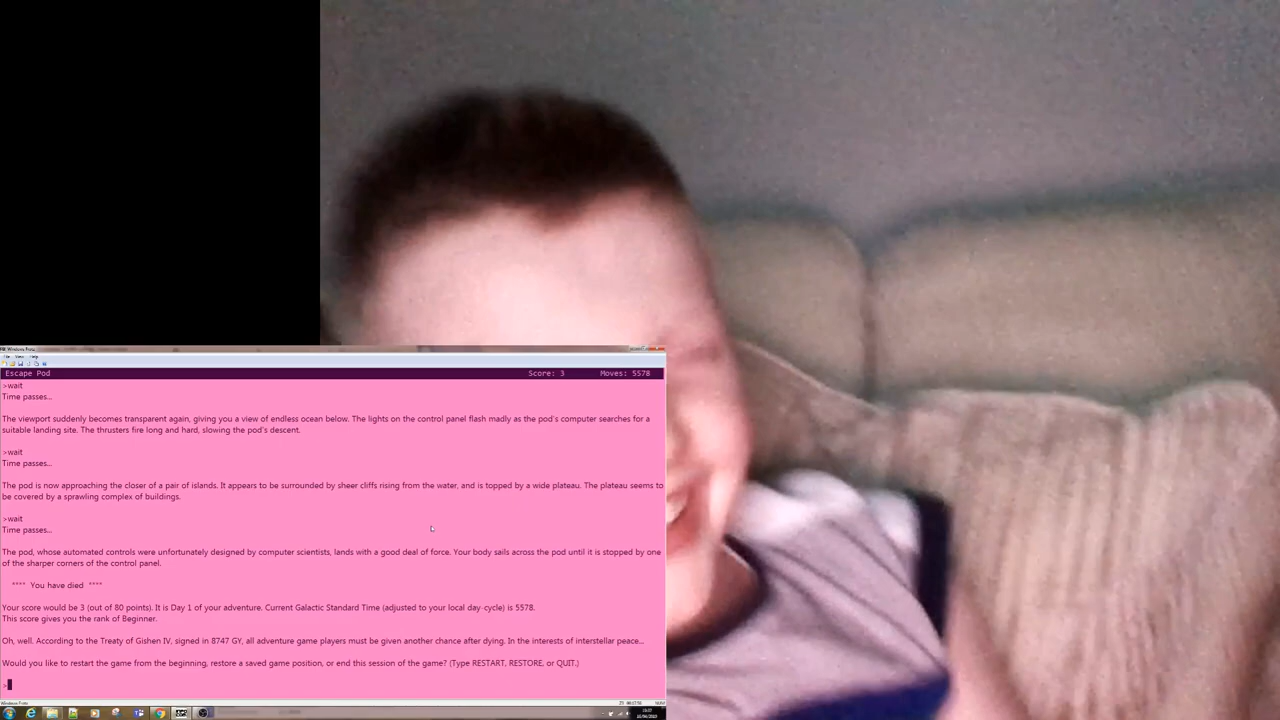 Windows Frotz
File View Help
Escape Pod Score: 3 Moves: 5578
>wait
Time passes...
The viewport suddenly becomes transparent again, giving you a view of endless ocean below. The lights on the control panel flash madly as the pod's computer searches for a
suitable landing site. The thrusters fire long and hard, slowing the pod's descent.
>wait
Time passes...
The pod is now approaching the closer of a pair of islands. It appears to be surrounded by sheer cliffs rising from the water, and is topped by a wide plateau. The plateau seems to
be covered by a sprawling complex of buildings.
>wait
Time passes...
The pod, whose automated controls were unfortunately designed by computer scientists, lands with a good deal of force. Your body sails across the pod until it is stopped by one
of the sharper corners of the control panel.
**** You have died ****
Your score would be 3 (out of 80 points). It is Day 1 of your adventure. Current Galactic Standard Time (adjusted to your local day-cycle) is 5578.
This score gives you the rank of Beginner.
Oh, well. According to the Treaty of Gishen IV, signed in 8747 GY, all adventure game players must be given another chance after dying. In the interests of interstellar peace...
Would you like to restart the game from the beginning, restore a saved game position, or end this session of the game? (Type RESTART, RESTORE, or QUIT.)
>
Windows Frotz